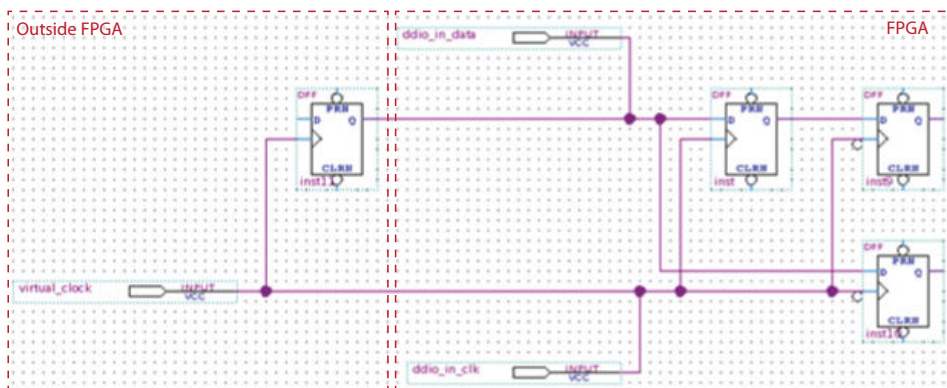 Outside FPGA
FPGA
ddio_in_data
INPUT
VCC
DFF
PRN
D
Q
CLRN
inst11
DFF
PRN
D
Q
CLRN
inst
DFF
PRN
D
Q
CLRN
inst9
virtual_clock
INPUT
VCC
DFF
PRN
D
Q
CLRN
ddio_in_clk
INPUT
VCC